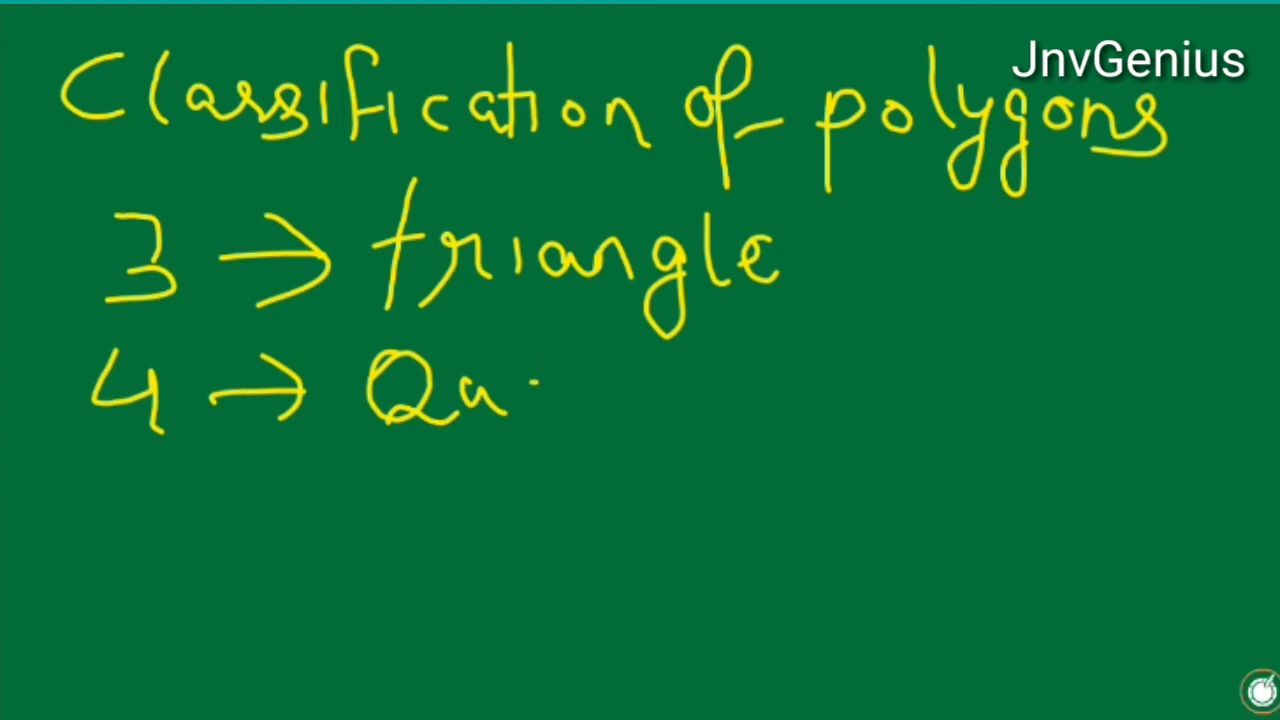 JnvGenius
Classification of polygons
3 → triangle
4 → Qu